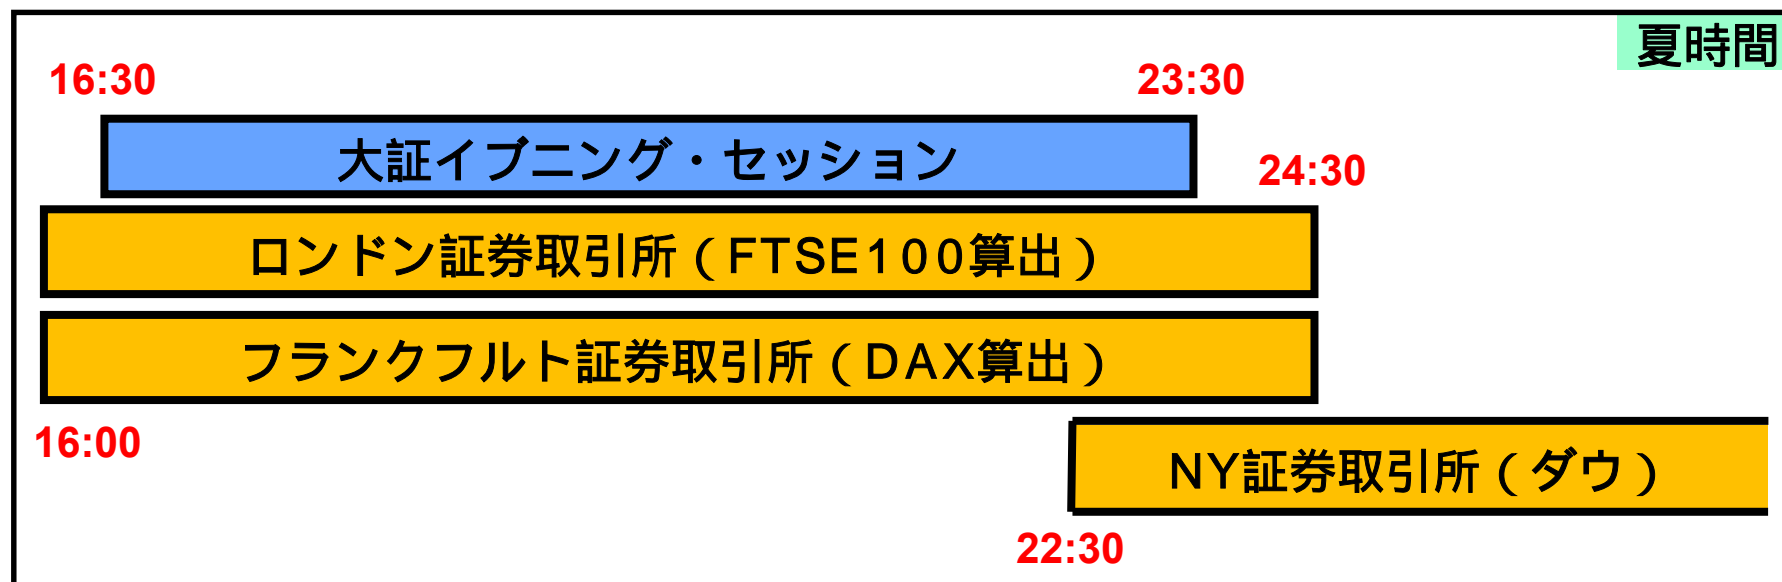 夏時間
16:30
23:30
大証イブニング・セッション
24:30
ロンドン証券取引所（FTSE100算出）
フランクフルト証券取引所（DAX算出）
16:00
NY証券取引所（ダウ）
22:30